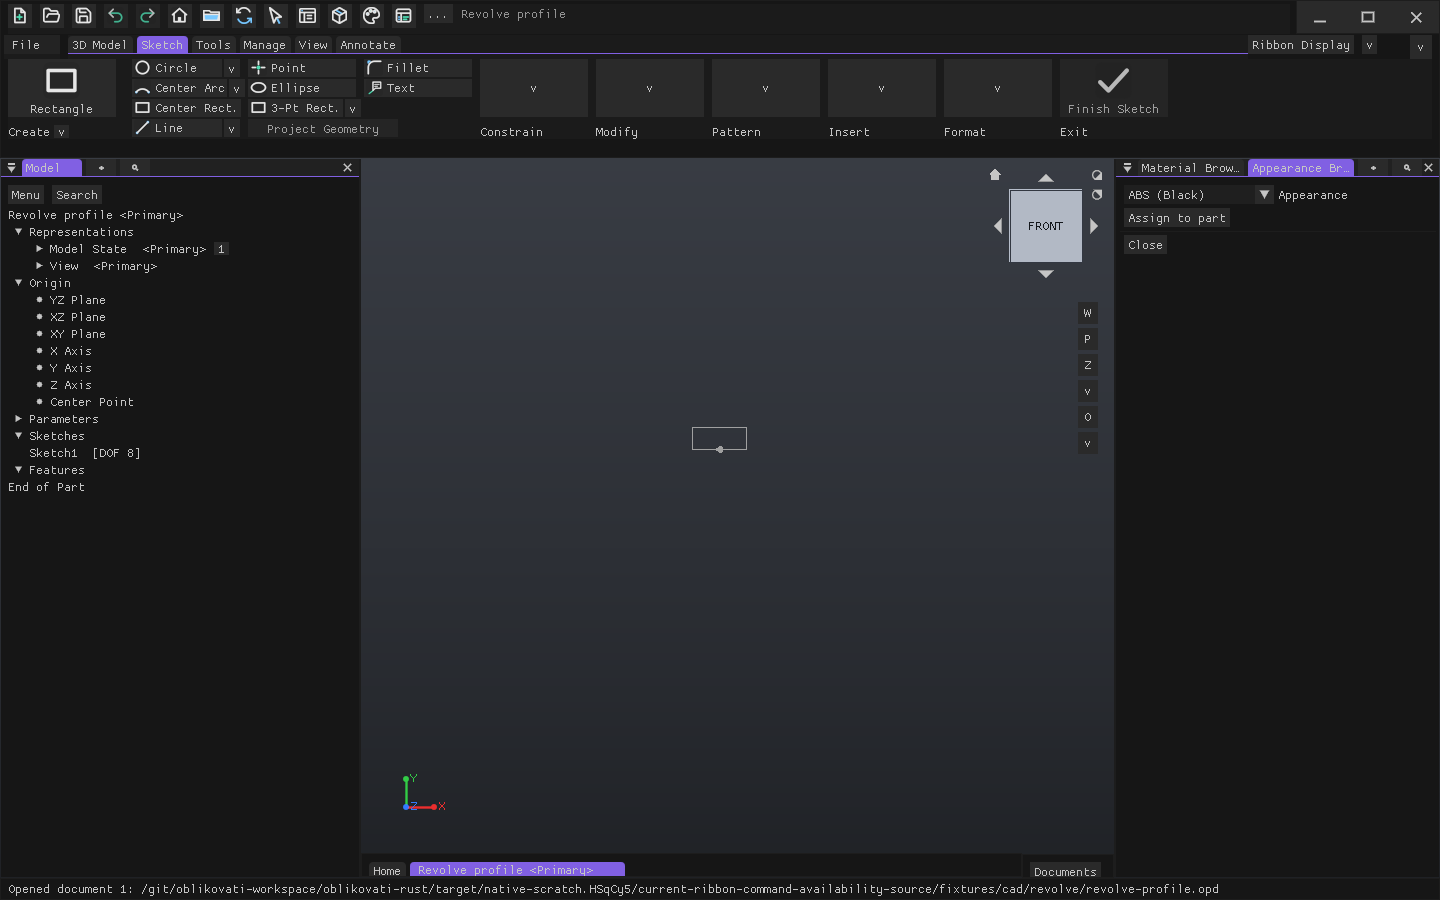 ... Revolve profile
File 3D Model Sketch Tools Manage View Annotate Ribbon Display v v
Rectangle
Create v
Circle v Point Fillet
Center Arc v Ellipse Text
Center Rect. 3-Pt Rect. v
Line v Project Geometry
v v v v v Finish Sketch
Constrain Modify Pattern Insert Format Exit
Model
Menu Search
Revolve profile <Primary>
Representations
Model State <Primary> 1
View <Primary>
Origin
YZ Plane
XZ Plane
XY Plane
X Axis
Y Axis
Z Axis
Center Point
Parameters
Sketches
Sketch1 [DOF 8]
Features
End of Part
FRONT
W
P
Z
v
O
v
Y
Z X
Material Brow… Appearance Br…
ABS (Black) Appearance
Assign to part
Close
Home Revolve profile <Primary> Documents
Opened document 1: /git/oblikovati-workspace/oblikovati-rust/target/native-scratch.HSqCy5/current-ribbon-command-availability-source/fixtures/cad/revolve/revolve-profile.opd